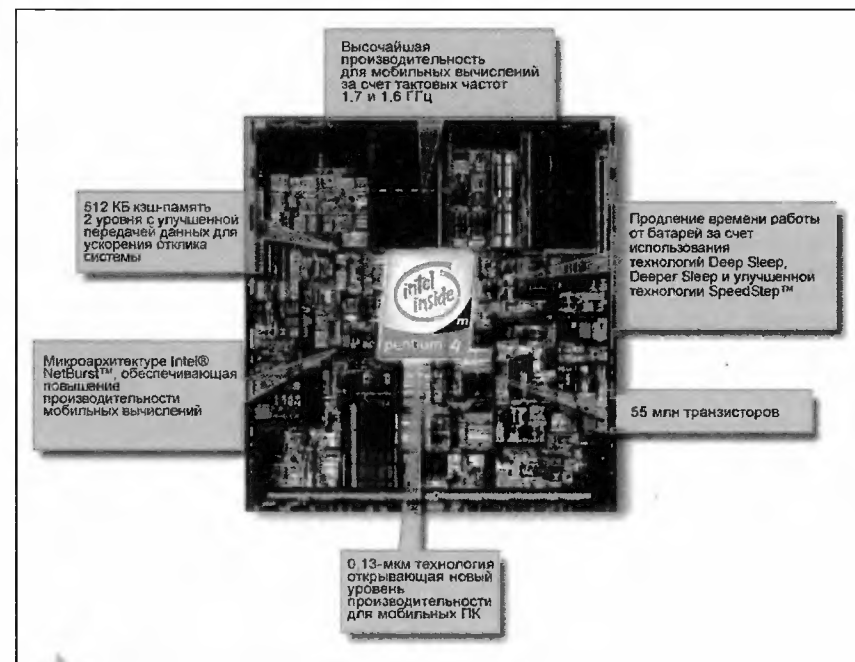 Высочайшая
производительность
для мобильных вычислений
за счет тактовых частот
1.7 и 1.6 ГГц
512 КБ кэш-память
2 уровня с улучшенной
передачей данных для
ускорения отклика
системы
Продление времени работы
от батарей за счет
использования
технологий Deep Sleep,
Deeper Sleep и улучшенной
технологии SpeedStep™
intel
inside
m
pentium 4
Микроархитектуре Intel®
NetBurst™, обеспечивающая
повышение
производительности
мобильных вычислений
55 млн транзисторов
0.13-мкм технология
открывающая новый
уровень
производительности
для мобильных ПК